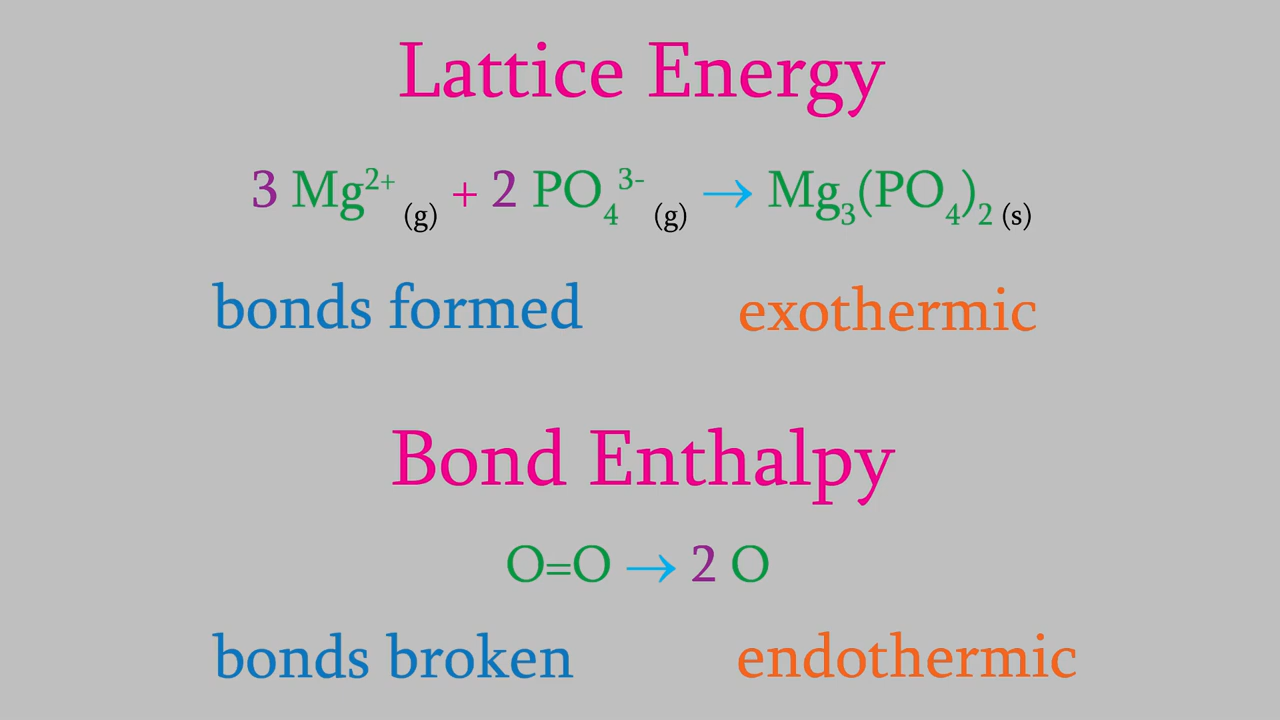 Lattice Energy
3 Mg²⁺ (g) + 2 PO₄³⁻ (g) → Mg₃(PO₄)₂ (s)
bonds formed exothermic
Bond Enthalpy
O=O → 2 O
bonds broken endothermic